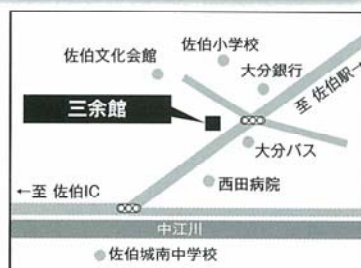 佐伯小学校
佐伯文化会館
大分銀行
至 佐伯駅→
三余館
大分バス
西田病院
←至 佐伯IC
中江川
佐伯城南中学校